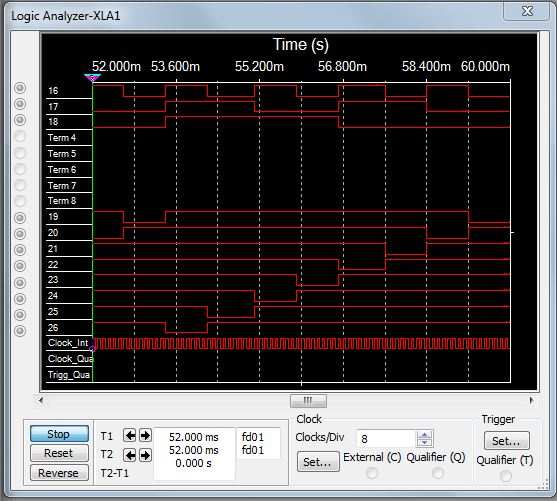 Logic Analyzer-XLA1
Time (s)
52.000m 53.600m 55.200m 56.800m 58.400m 60.000m
16
17
18
Term 4
Term 5
Term 6
Term 7
Term 8
19
20
21
22
23
24
25
26
Clock_Int
Clock_Qua
Trigg_Qua
Stop
Reset
Reverse
T1 52.000 ms fd01
T2 52.000 ms fd01
T2-T1 0.000 s
Clock
Clocks/Div 8
Set... External (C) Qualifier (Q)
Trigger
Set...
Qualifier (T)